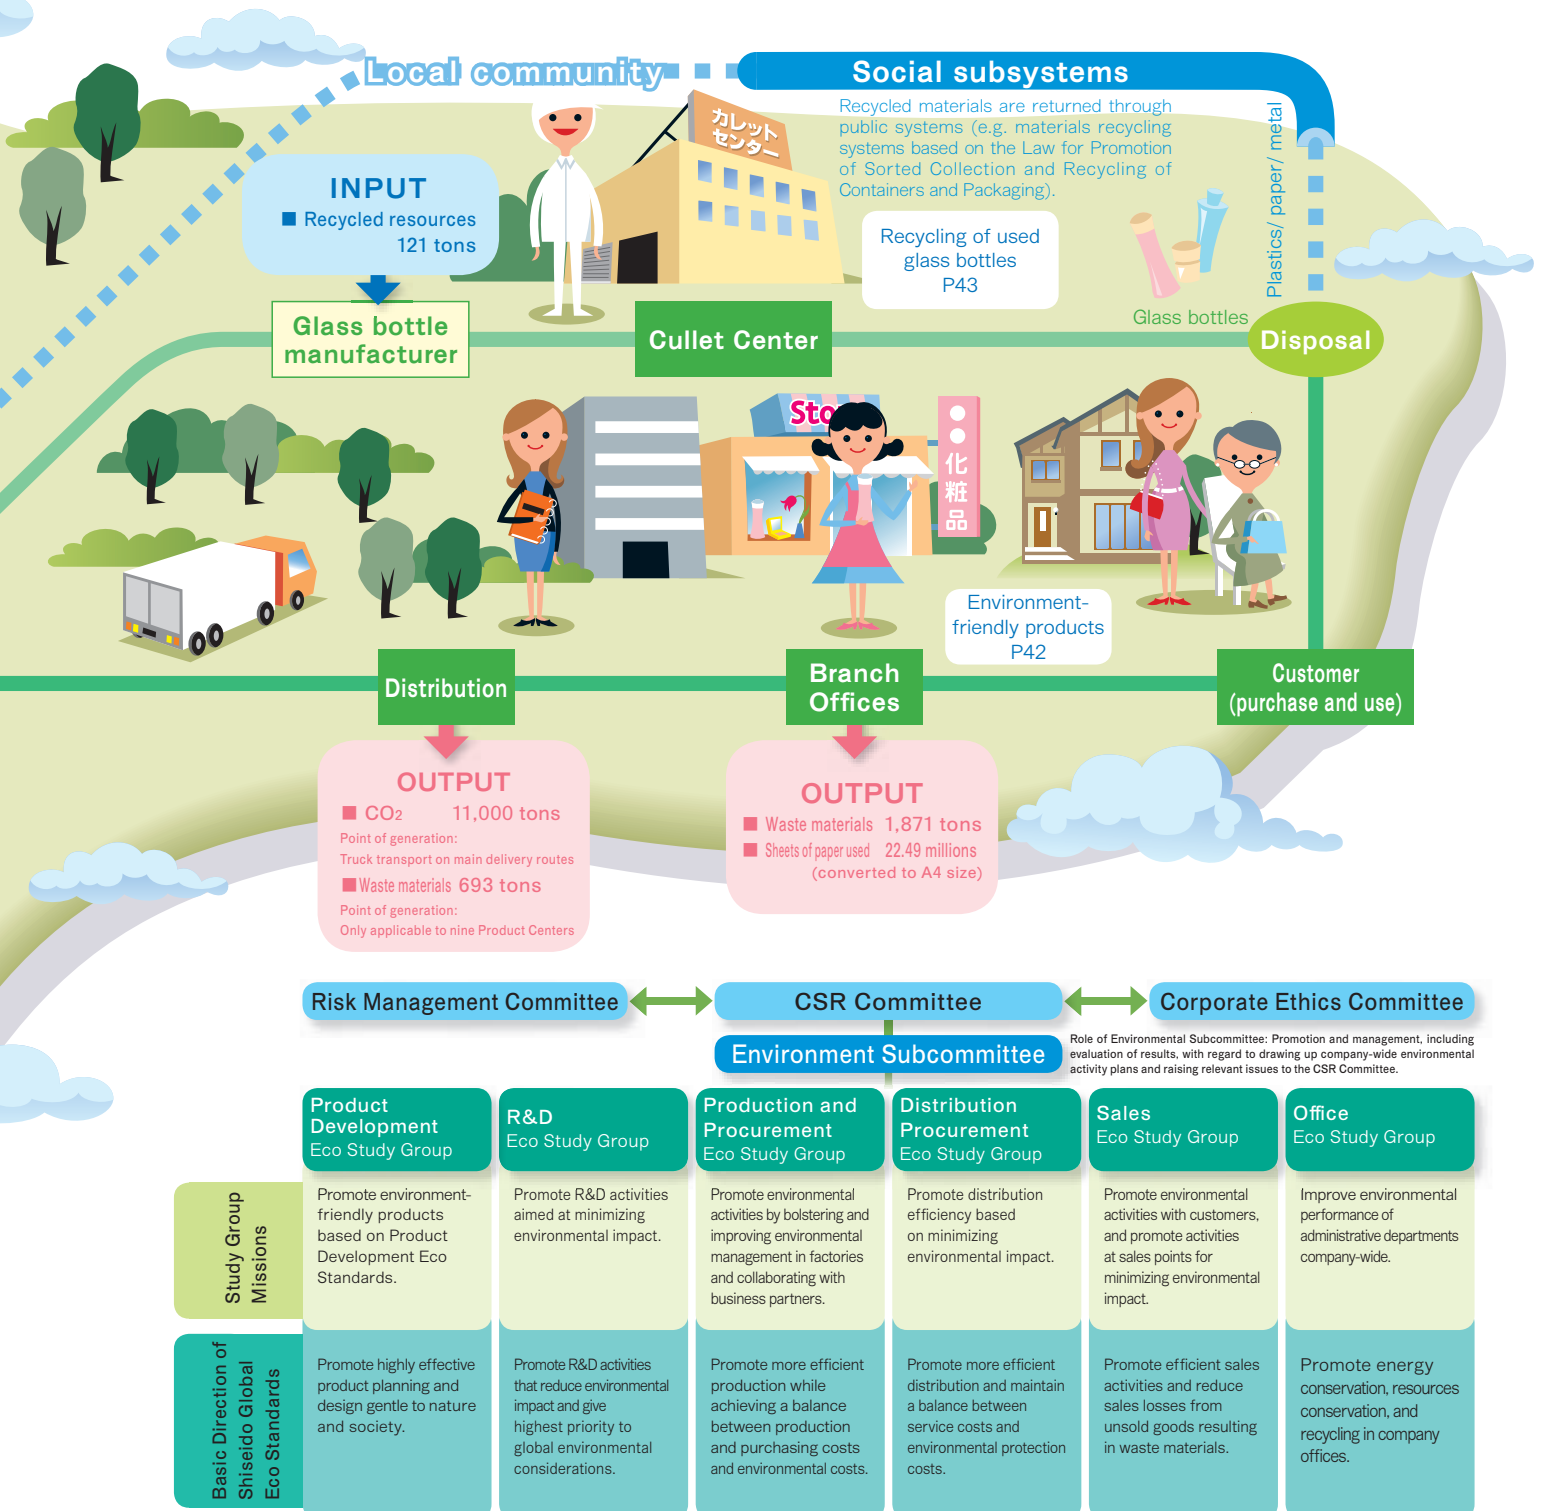 Local community
Social subsystems
Recycled materials are returned through
public systems (e.g. materials recycling
systems based on the Law for Promotion
of Sorted Collection and Recycling of
Containers and Packaging).
Plastics/ paper/ metal
カレット
センター
INPUT
■ Recycled resources
121 tons
Recycling of used
glass bottles
P43
Glass bottles
Glass bottle
manufacturer
Cullet Center
Disposal
化
粧
品
Environment-
friendly products
P42
Distribution
Branch
Offices
Customer
(purchase and use)
OUTPUT
■ CO2 11,000 tons
Point of generation:
Truck transport on main delivery routes
■ Waste materials 693 tons
Point of generation:
Only applicable to nine Product Centers
OUTPUT
■ Waste materials 1,871 tons
■ Sheets of paper used 22.49 millions
(converted to A4 size)
Risk Management Committee
CSR Committee
Corporate Ethics Committee
Environment Subcommittee
Role of Environmental Subcommittee: Promotion and management, including
evaluation of results, with regard to drawing up company-wide environmental
activity plans and raising relevant issues to the CSR Committee.
Product
Development
Eco Study Group
R&D
Eco Study Group
Production and
Procurement
Eco Study Group
Distribution
Procurement
Eco Study Group
Sales
Eco Study Group
Office
Eco Study Group
Study Group
Missions
Promote environment-
friendly products
based on Product
Development Eco
Standards.
Promote R&D activities
aimed at minimizing
environmental impact.
Promote environmental
activities by bolstering and
improving environmental
management in factories
and collaborating with
business partners.
Promote distribution
efficiency based
on minimizing
environmental impact.
Promote environmental
activities with customers,
and promote activities
at sales points for
minimizing environmental
impact.
Improve environmental
performance of
administrative departments
company-wide.
Basic Direction of
Shiseido Global
Eco Standards
Promote highly effective
product planning and
design gentle to nature
and society.
Promote R&D activities
that reduce environmental
impact and give
highest priority to
global environmental
considerations.
Promote more efficient
production while
achieving a balance
between production
and purchasing costs
and environmental costs.
Promote more efficient
distribution and maintain
a balance between
service costs and
environmental protection
costs.
Promote efficient sales
activities and reduce
sales losses from
unsold goods resulting
in waste materials.
Promote energy
conservation, resources
conservation, and
recycling in company
offices.